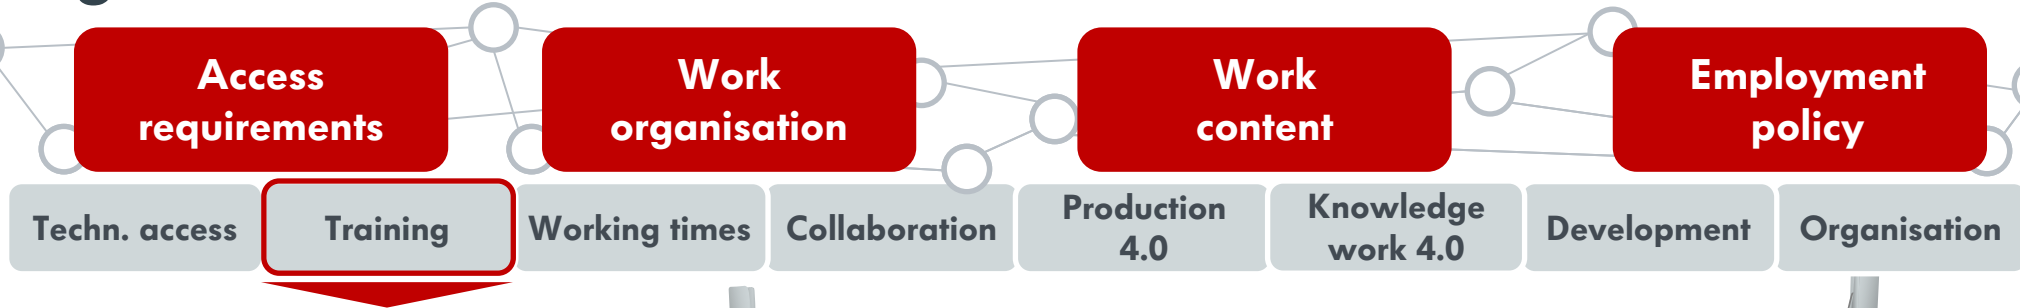 Access
requirements
Work
organisation
Work
content
Employment
policy
Techn. access
Training
Working times
Collaboration
Production
4.0
Knowledge
work 4.0
Development
Organisation